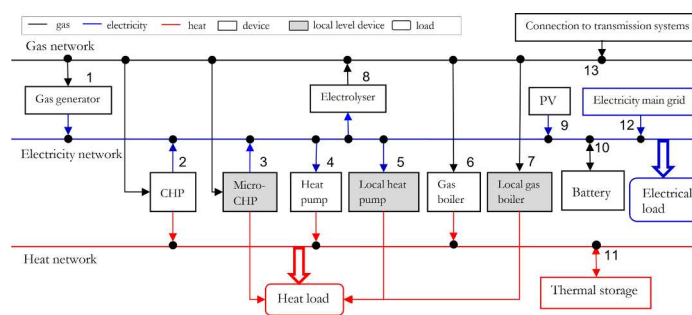 gas electricity heat device local level device load
Gas network
Connection to transmission systems
1
8
13
Gas generator
Electrolyser
PV
Electricity main grid
9
12
Electricity network
2
3
4
5
6
7
10
CHP
Micro-
CHP
Heat
pump
Local heat
pump
Gas
boiler
Local gas
boiler
Battery
Electrical
load
Heat network
11
Heat load
Thermal storage